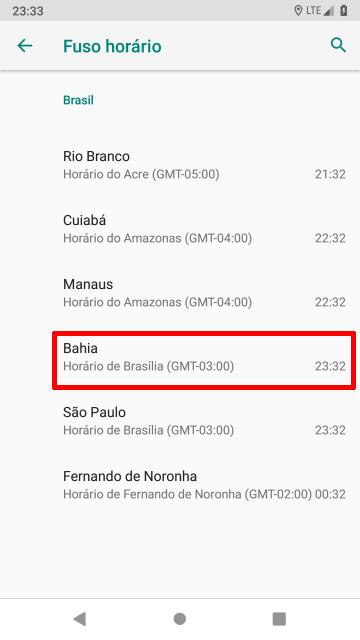 23:33 LTE
Fuso horário
Brasil
Rio Branco
Horário do Acre (GMT-05:00) 21:32
Cuiabá
Horário do Amazonas (GMT-04:00) 22:32
Manaus
Horário do Amazonas (GMT-04:00) 22:32
Bahia
Horário de Brasília (GMT-03:00) 23:32
São Paulo
Horário de Brasília (GMT-03:00) 23:32
Fernando de Noronha
Horário de Fernando de Noronha (GMT-02:00) 00:32